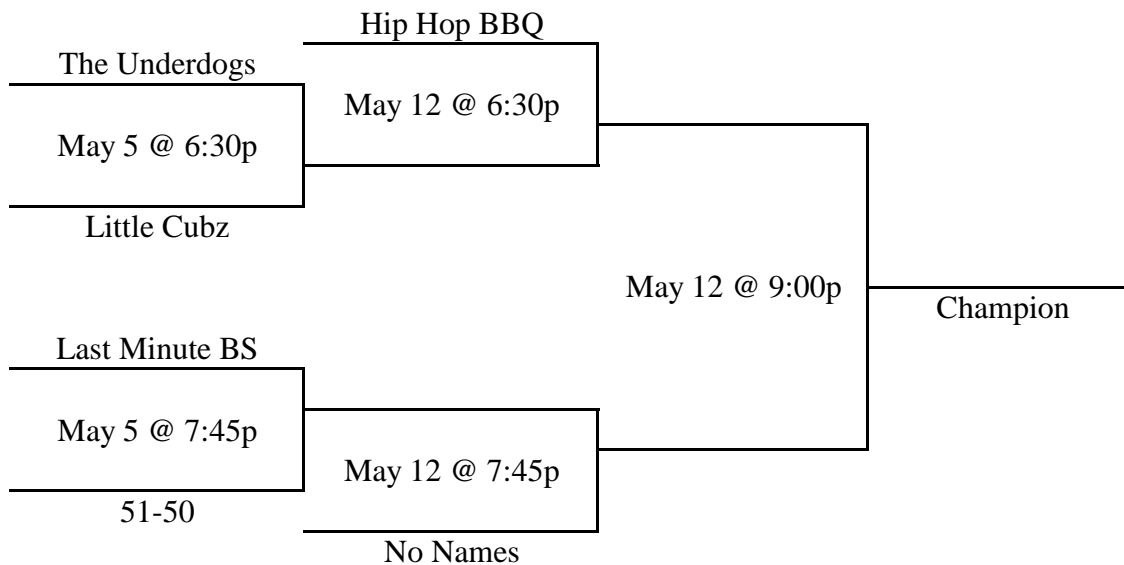 Hip Hop BBQ
The Underdogs
May 12 @ 6:30p
May 5 @ 6:30p
Little Cubz
May 12 @ 9:00p
Champion
Last Minute BS
May 5 @ 7:45p
May 12 @ 7:45p
51-50
No Names